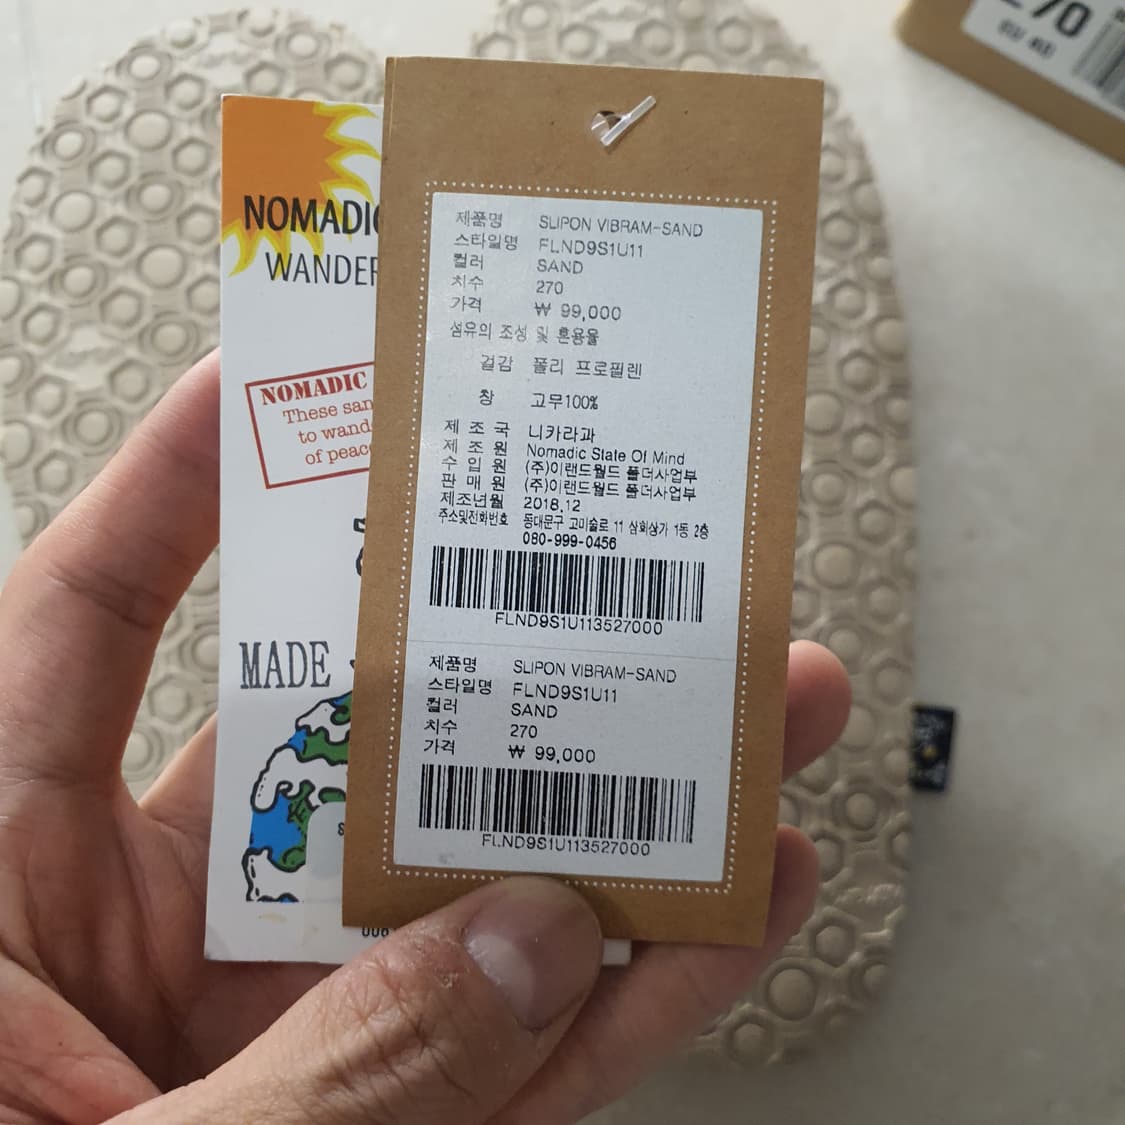 NOMADIC
WANDER
NOMADIC
These san
to wand
of peac
MADE
제품명 SLIPON VIBRAM-SAND
스타일명 FLND9S1U11
컬러 SAND
치수 270
가격 ₩ 99,000
섬유의 조성 및 혼용율
겉감 폴리 프로필렌
창 고무100%
제조국 니카라과
제조원 Nomadic State Of Mind
수입원 (주)이랜드월드 폴더사업부
판매원 (주)이랜드월드 폴더사업부
제조년월 2018.12
주소및전화번호 동대문구 고미술로 11 삼희상가 1동 2층
080-999-0456
FLND9S1U113527000
제품명 SLIPON VIBRAM-SAND
스타일명 FLND9S1U11
컬러 SAND
치수 270
가격 ₩ 99,000
FLND9S1U113527000